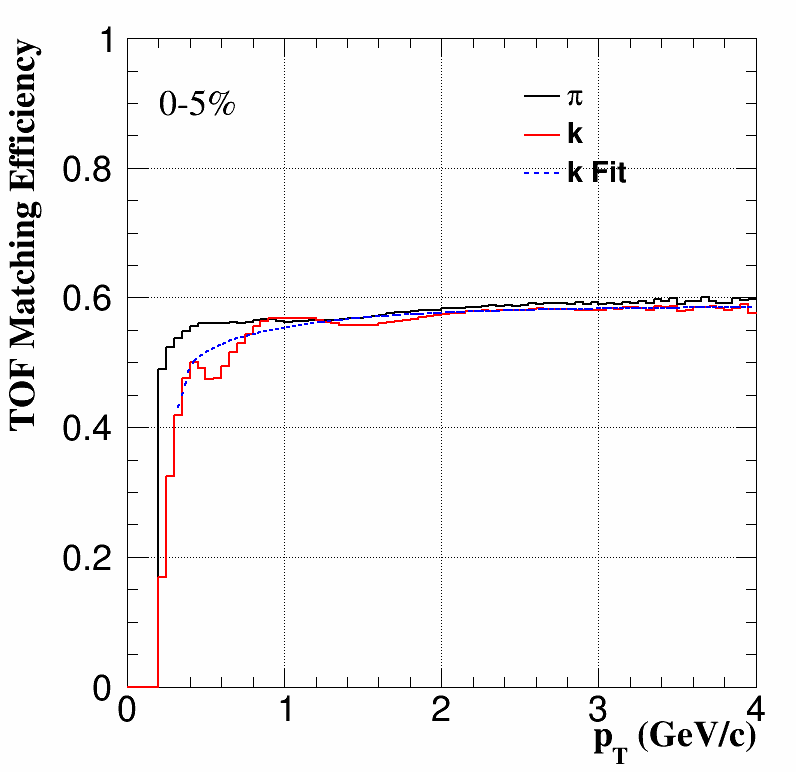 TOF Matching Efficiency
1
0.8
0.6
0.4
0.2
0
0-5%
π
k
k Fit
0 1 2 3 4
p_T (GeV/c)